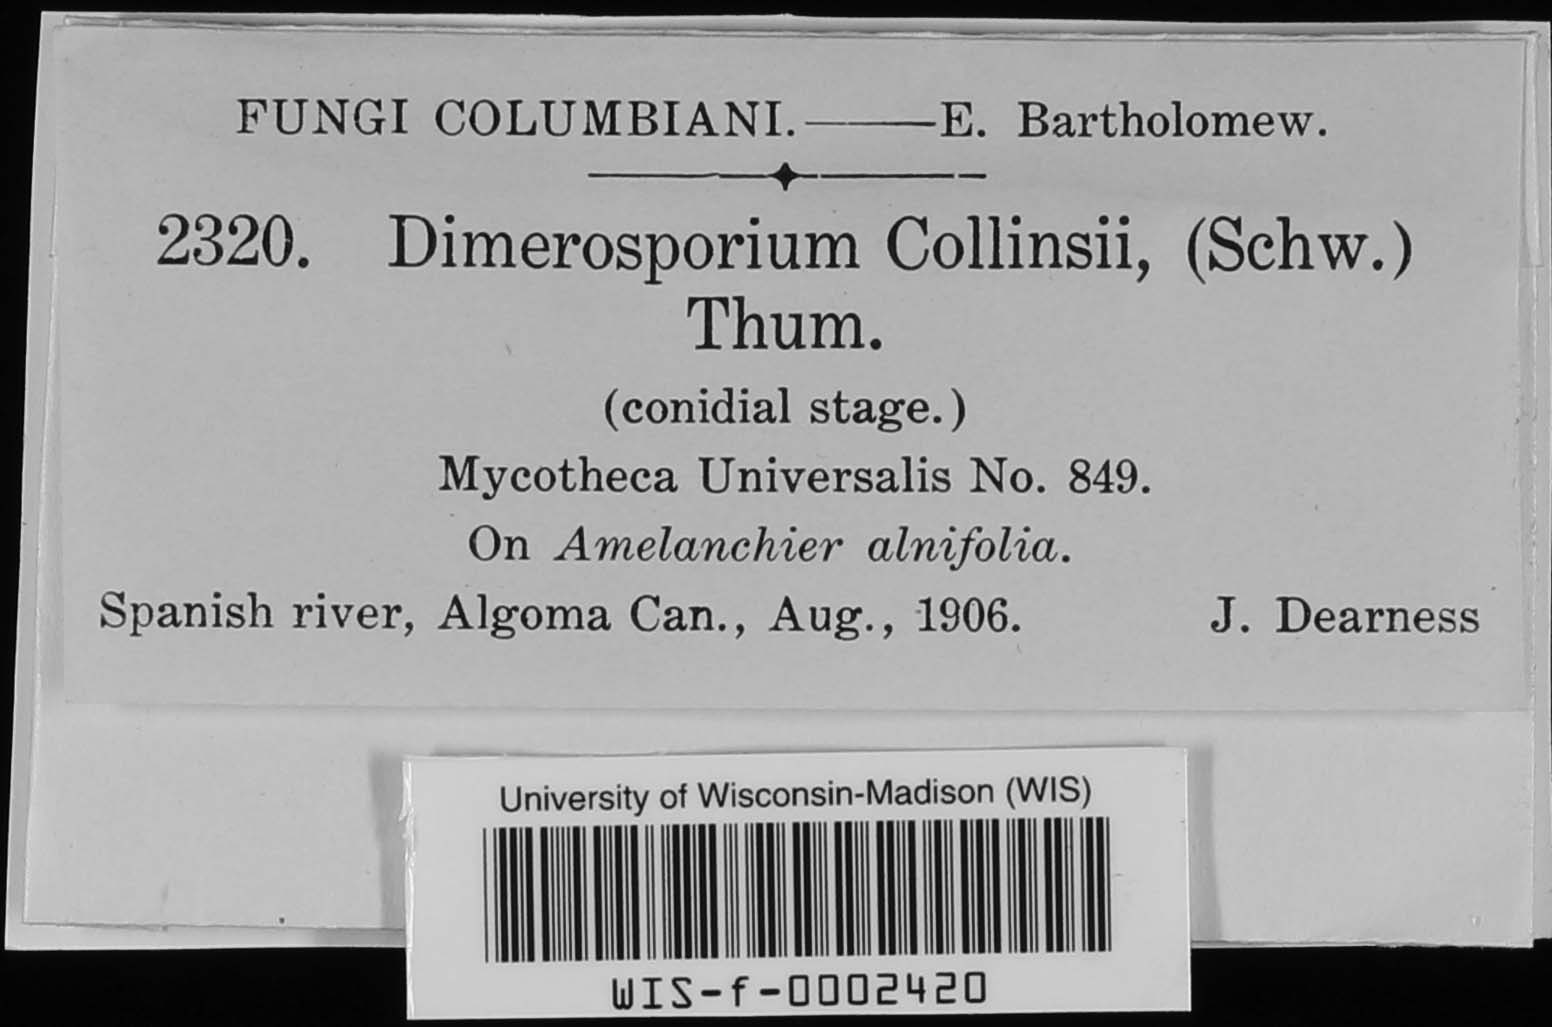 FUNGI COLUMBIANI.——E. Bartholomew.
2320. Dimerosporium Collinsii, (Schw.)
Thum.
(conidial stage.)
Mycotheca Universalis No. 849.
On Amelanchier alnifolia.
Spanish river, Algoma Can., Aug., 1906. J. Dearness
University of Wisconsin-Madison (WIS)
WIS-f-0002420